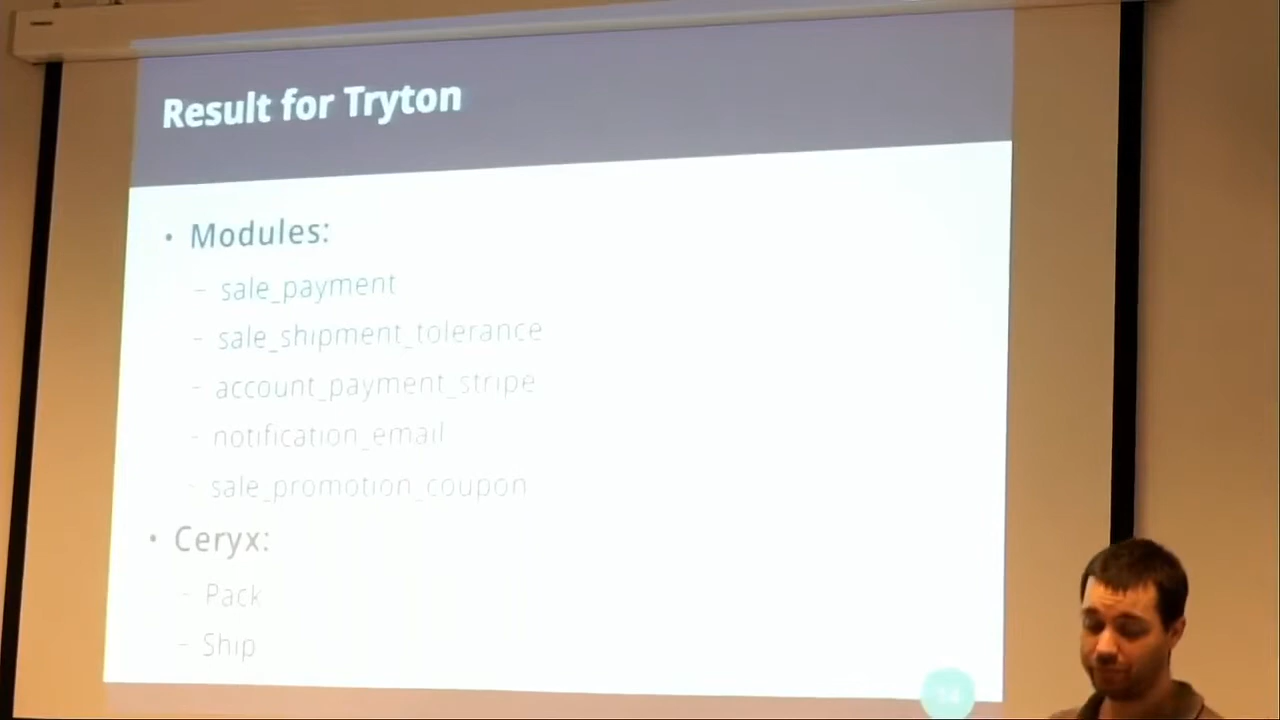 Result for Tryton
• Modules:
– sale_payment
– sale_shipment_tolerance
– account_payment_stripe
– notification_email
– sale_promotion_coupon
• Ceryx:
– Pack
– Ship